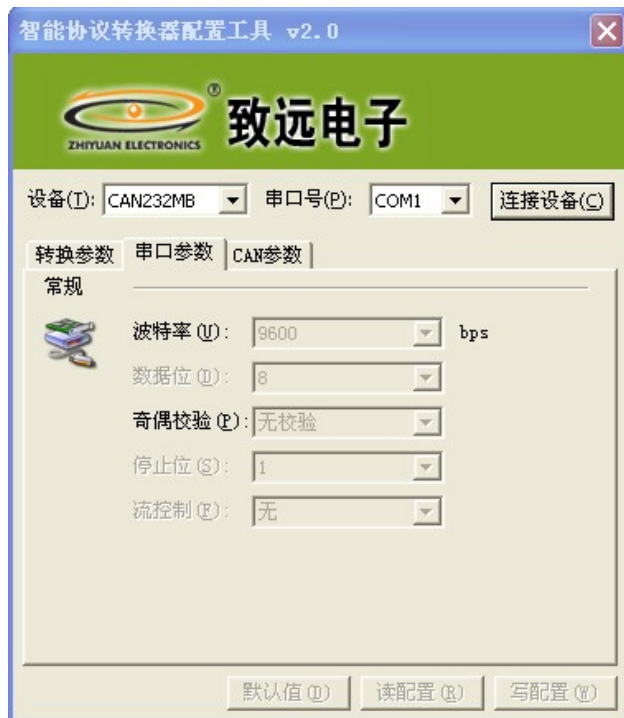 智能协议转换器配置工具 v2.0
®
致远电子
ZHIYUAN ELECTRONICS
设备(T): CAN232MB 串口号(P): COM1 连接设备(C)
转换参数 串口参数 CAN参数
常规
波特率(U): 9600 bps
数据位(D): 8
奇偶校验(P): 无校验
停止位(S): 1
流控制(F): 无
默认值(D) 读配置(R) 写配置(W)